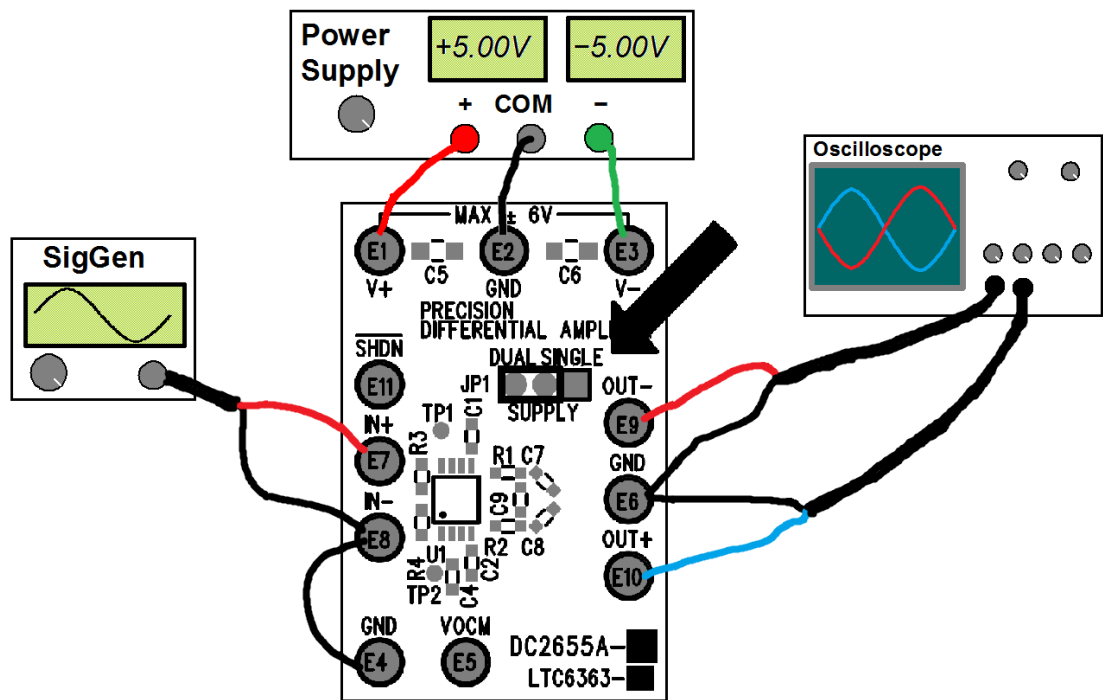 Power
Supply
+5.00V
−5.00V
+ COM −
Oscilloscope
SigGen
MAX ± 6V
E1
E2
E3
C5
C6
V+
GND
V-
PRECISION
DIFFERENTIAL
SHDN
DUAL SINGLE
E11
JP1
OUT-
SUPPLY
IN+
TP1
C1
E9
R3
E7
R1
C7
GND
IN-
C9
E6
E8
R2
C8
OUT+
R4
U1
C2
TP2
C4
E10
GND
VOCM
E4
E5
DC2655A-
LTC6363-